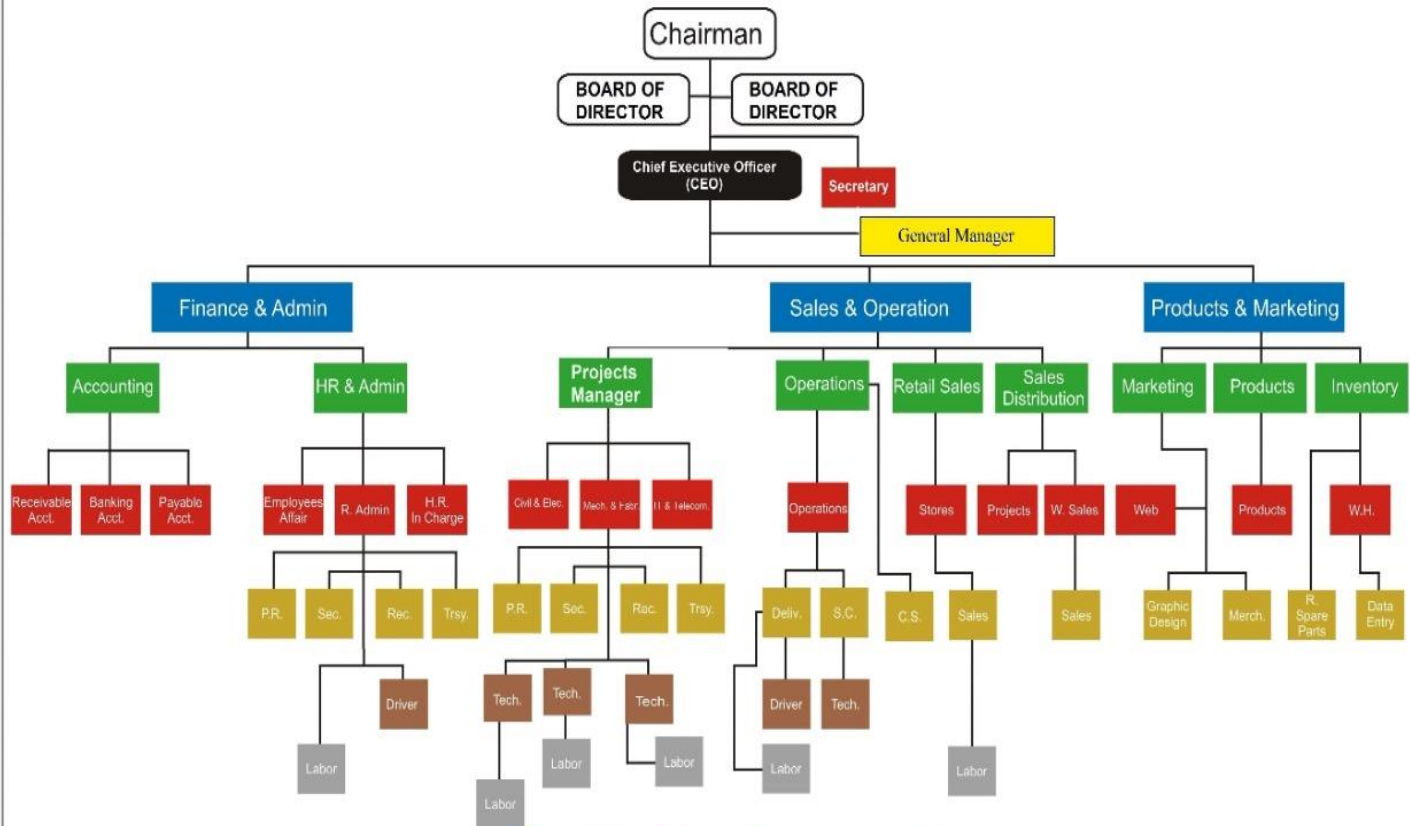 Chairman
BOARD OF
DIRECTOR
BOARD OF
DIRECTOR
Chief Executive Officer
(CEO)
Secretary
General Manager
Finance & Admin
Sales & Operation
Products & Marketing
Accounting
HR & Admin
Projects
Manager
Operations
Retail Sales
Sales
Distribution
Marketing
Products
Inventory
Receivable
Acct.
Banking
Acct.
Payable
Acct.
Employees
Affair
R. Admin
H.R.
In Charge
Civil & Elec.
Mech. & Fabr.
IT & Telecom.
Operations
Stores
Projects
W. Sales
Web
Products
W.H.
P.R.
Sec.
Rec.
Trsy.
P.R.
Sec.
Rec.
Trsy.
Deliv.
S.C.
C.S.
Sales
Sales
Graphic
Design
Merch.
R.
Spare
Parts
Data
Entry
Driver
Tech.
Tech.
Tech.
Driver
Tech.
Labor
Labor
Labor
Labor
Labor
Labor